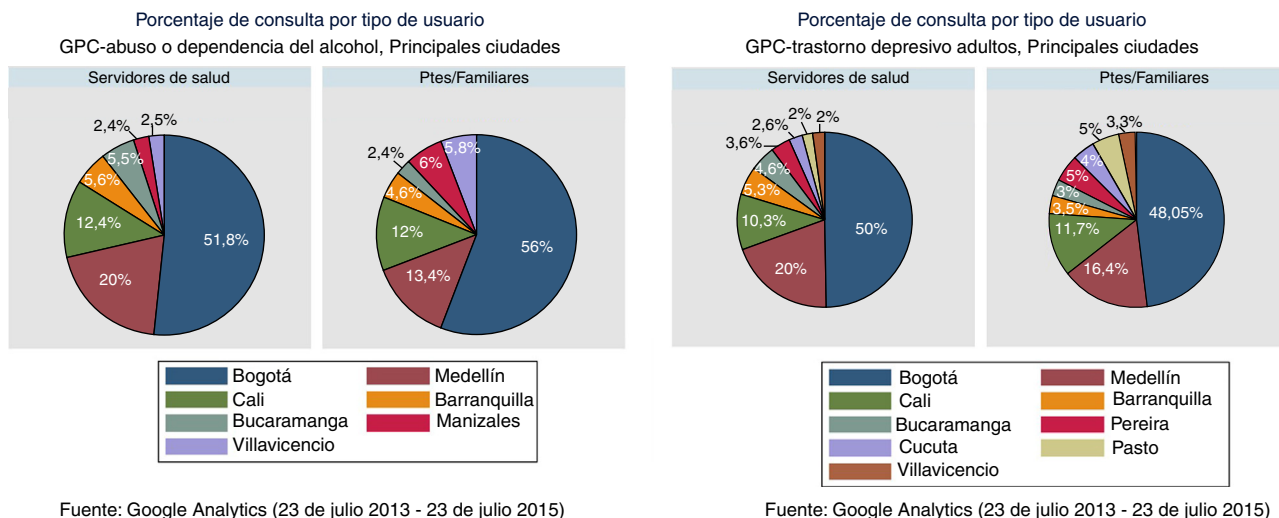 Porcentaje de consulta por tipo de usuario
GPC-abuso o dependencia del alcohol, Principales ciudades
Servidores de salud
Ptes/Familiares
2,4%
2,5%
5,5%
5,6%
12,4%
20%
51,8%
5,8%
6%
2,4%
4,6%
12%
13,4%
56%
Bogotá
Medellín
Cali
Barranquilla
Bucaramanga
Manizales
Villavicencio
Fuente: Google Analytics (23 de julio 2013 - 23 de julio 2015)
Porcentaje de consulta por tipo de usuario
GPC-trastorno depresivo adultos, Principales ciudades
Servidores de salud
Ptes/Familiares
2%
2%
2,6%
3,6%
4,6%
5,3%
10,3%
20%
50%
3,3%
5%
4%
5%
3%
3,5%
11,7%
16,4%
48,05%
Bogotá
Medellín
Cali
Barranquilla
Bucaramanga
Pereira
Cucuta
Pasto
Villavicencio
Fuente: Google Analytics (23 de julio 2013 - 23 de julio 2015)